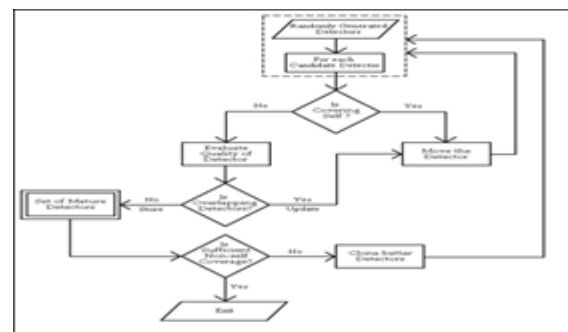 Randomly Generated
Detectors
For each
Candidate Detector
Is
Covering
Self ?
No
Yes
Evaluate
Quality of
Detector
Move the
Detector
Is
Overlapping
Detectors?
No
Store
Yes
Update
Set of Mature
Detectors
Is
Sufficient
Non-self
Coverage?
No
Clone better
Detectors
Yes
Exit